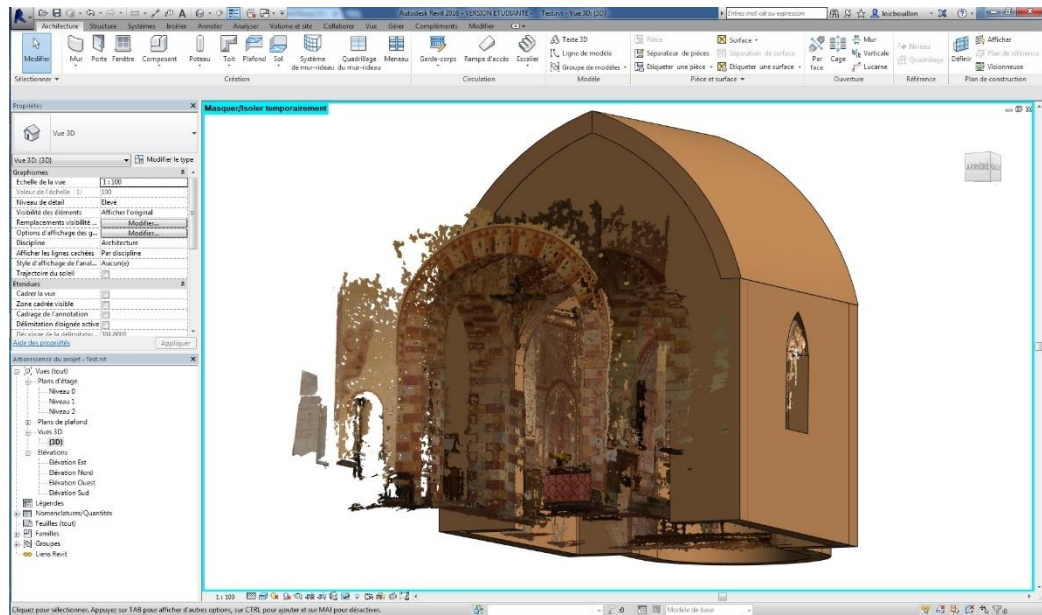 Autodesk Revit 2016 - VERSION ETUDIANTE - Test.rvt - Vue 3D: {3D}
Entrez mot-clé ou expression
loicbouillon
Architecture Structure Systèmes Insérer Annoter Analyser Volume et site Collaborer Vue Gérer Compléments Modifier
Modifier
Mur
Porte
Fenêtre
Composant
Poteau
Toit
Plafond
Sol
Système de mur-rideau
Quadrillage du mur-rideau
Meneau
Garde-corps
Rampe d'accès
Escalier
Texte 3D
Ligne de modèle
Groupe de modèles
Pièce
Séparateur de pièces
Etiqueter une pièce
Surface
Séparation de surface
Etiqueter une surface
Par face
Cage
Mur
Verticale
Lucarne
Niveau
Quadrillage
Définir
Afficher
Plan de référence
Visionneuse
Sélectionner
Création
Circulation
Modèle
Pièce et surface
Ouverture
Référence
Plan de construction
Propriétés
Vue 3D
Vue 3D: {3D}
Modifier le type
Graphismes
Echelle de la vue 1 : 100
Valeur de l'échelle 1: 100
Niveau de détail Elevé
Visibilité des éléments Afficher l'original
Remplacements visibilité ... Modifier...
Options d'affichage des g... Modifier...
Discipline Architecture
Afficher les lignes cachées Par discipline
Style d'affichage de l'anal... Aucun(e)
Trajectoire du soleil
Etendues
Cadrer la vue
Zone cadrée visible
Cadrage de l'annotation
Délimitation éloignée active
Aide des propriétés
Appliquer
Arborescence du projet - Test.rvt
Vues (tout)
Plans d'étage
Niveau 0
Niveau 1
Niveau 2
Plans de plafond
Vues 3D
{3D}
Elévations
Elévation Est
Elévation Nord
Elévation Ouest
Elévation Sud
Légendes
Nomenclatures/Quantités
Feuilles (tout)
Familles
Groupes
Liens Revit
Masquer/Isoler temporairement
ARRIÈRE
1 : 100
Cliquez pour sélectionner. Appuyez sur TAB pour afficher d'autres options, sur CTRL pour ajouter et sur MAJ pour désactiver.
:0
Modèle de base
:0